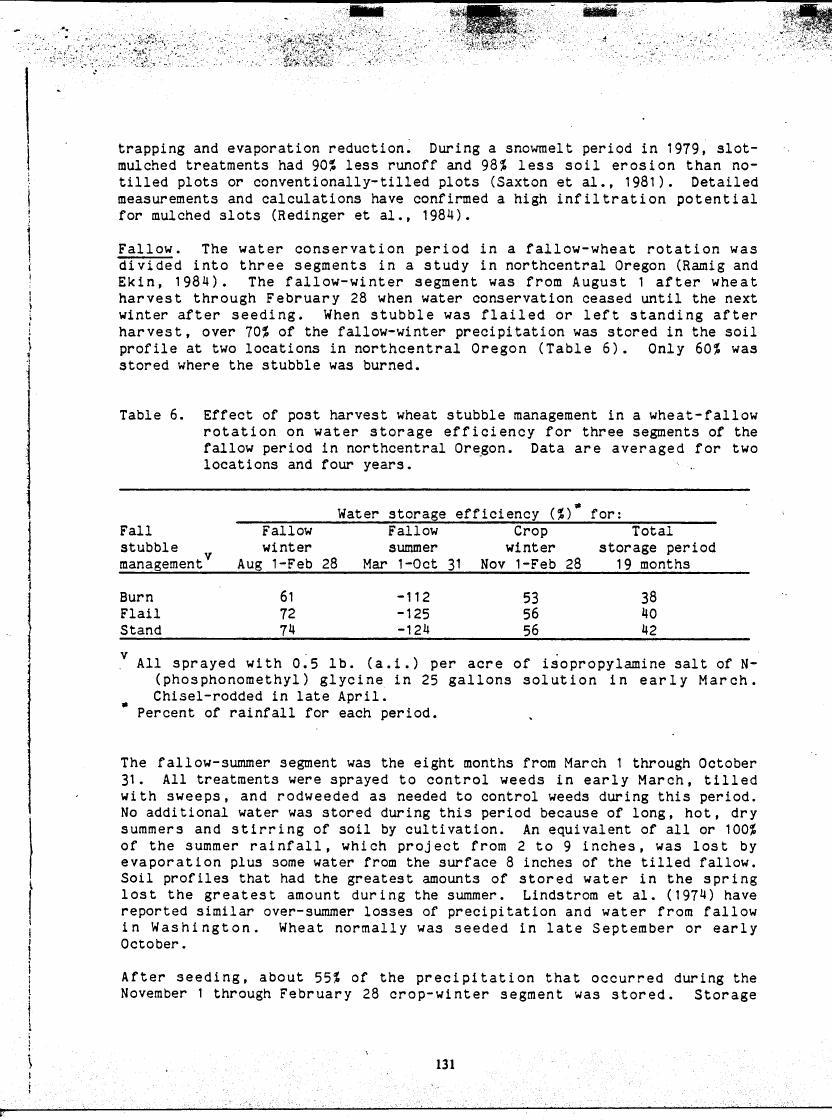 trapping and evaporation reduction. During a snowmelt period in 1979, slot-
mulched treatments had 90% less runoff and 98% less soil erosion than no-
tilled plots or conventionally-tilled plots (Saxton et al., 1981). Detailed
measurements and calculations have confirmed a high infiltration potential
for mulched slots (Redinger et al., 1984).
Fallow. The water conservation period in a fallow-wheat rotation was
divided into three segments in a study in northcentral Oregon (Ramig and
Ekin, 1984). The fallow-winter segment was from August 1 after wheat
harvest through February 28 when water conservation ceased until the next
winter after seeding. When stubble was flailed or left standing after
harvest, over 70% of the fallow-winter precipitation was stored in the soil
profile at two locations in northcentral Oregon (Table 6). Only 60% was
stored where the stubble was burned.
Table 6. Effect of post harvest wheat stubble management in a wheat-fallow
rotation on water storage efficiency for three segments of the
fallow period in northcentral Oregon. Data are averaged for two
locations and four years.
Water storage efficiency (%)* for:
Fall Fallow Fallow Crop Total
stubble winter summer winter storage period
management v Aug 1-Feb 28 Mar 1-Oct 31 Nov 1-Feb 28 19 months
Burn 61 -112 53 38
Flail 72 -125 56 40
Stand 74 -124 56 42
v All sprayed with 0.5 lb. (a.i.) per acre of isopropylamine salt of N-
(phosphonomethyl) glycine in 25 gallons solution in early March.
Chisel-rodded in late April.
* Percent of rainfall for each period.
The fallow-summer segment was the eight months from March 1 through October
31. All treatments were sprayed to control weeds in early March, tilled
with sweeps, and rodweeded as needed to control weeds during this period.
No additional water was stored during this period because of long, hot, dry
summers and stirring of soil by cultivation. An equivalent of all or 100%
of the summer rainfall, which project from 2 to 9 inches, was lost by
evaporation plus some water from the surface 8 inches of the tilled fallow.
Soil profiles that had the greatest amounts of stored water in the spring
lost the greatest amount during the summer. Lindstrom et al. (1974) have
reported similar over-summer losses of precipitation and water from fallow
in Washington. Wheat normally was seeded in late September or early
October.
After seeding, about 55% of the precipitation that occurred during the
November 1 through February 28 crop-winter segment was stored. Storage
131